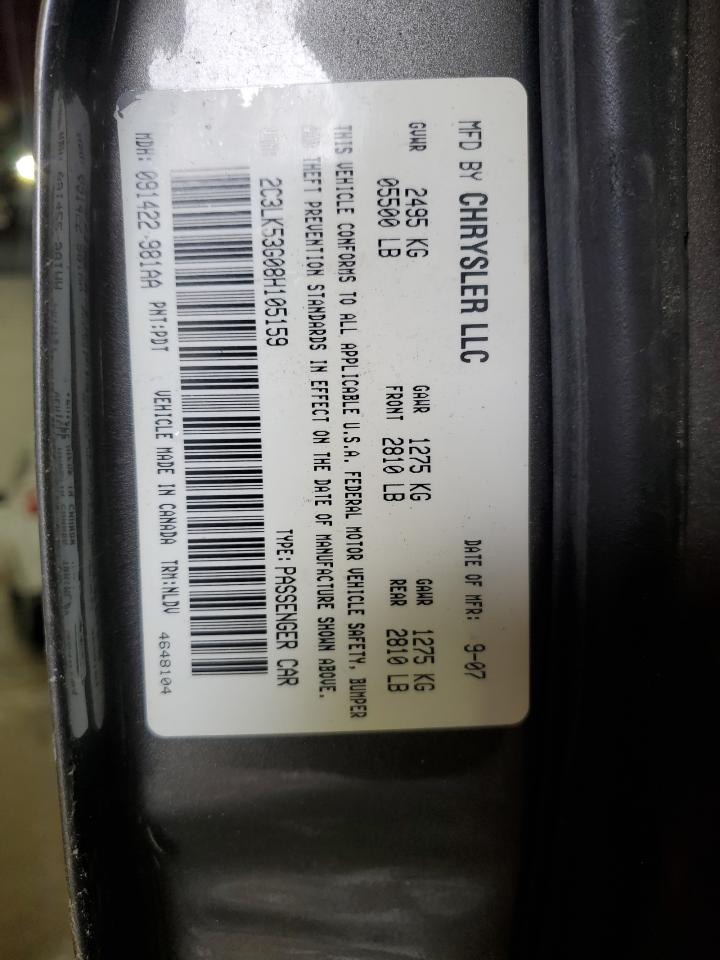 MFD BY CHRYSLER LLC DATE OF MFR: 9-07
GVWR 2495 KG GAWR 1275 KG GAWR 1275 KG
05500 LB FRONT 2810 LB REAR 2810 LB
THIS VEHICLE CONFORMS TO ALL APPLICABLE U.S.A. FEDERAL MOTOR VEHICLE SAFETY, BUMPER
AND THEFT PREVENTION STANDARDS IN EFFECT ON THE DATE OF MANUFACTURE SHOWN ABOVE.
2C3LK53G08H105159 TYPE: PASSENGER CAR
MDH: 091422 981AA PNT:PDT VEHICLE MADE IN CANADA TRM:NLDV 4648104